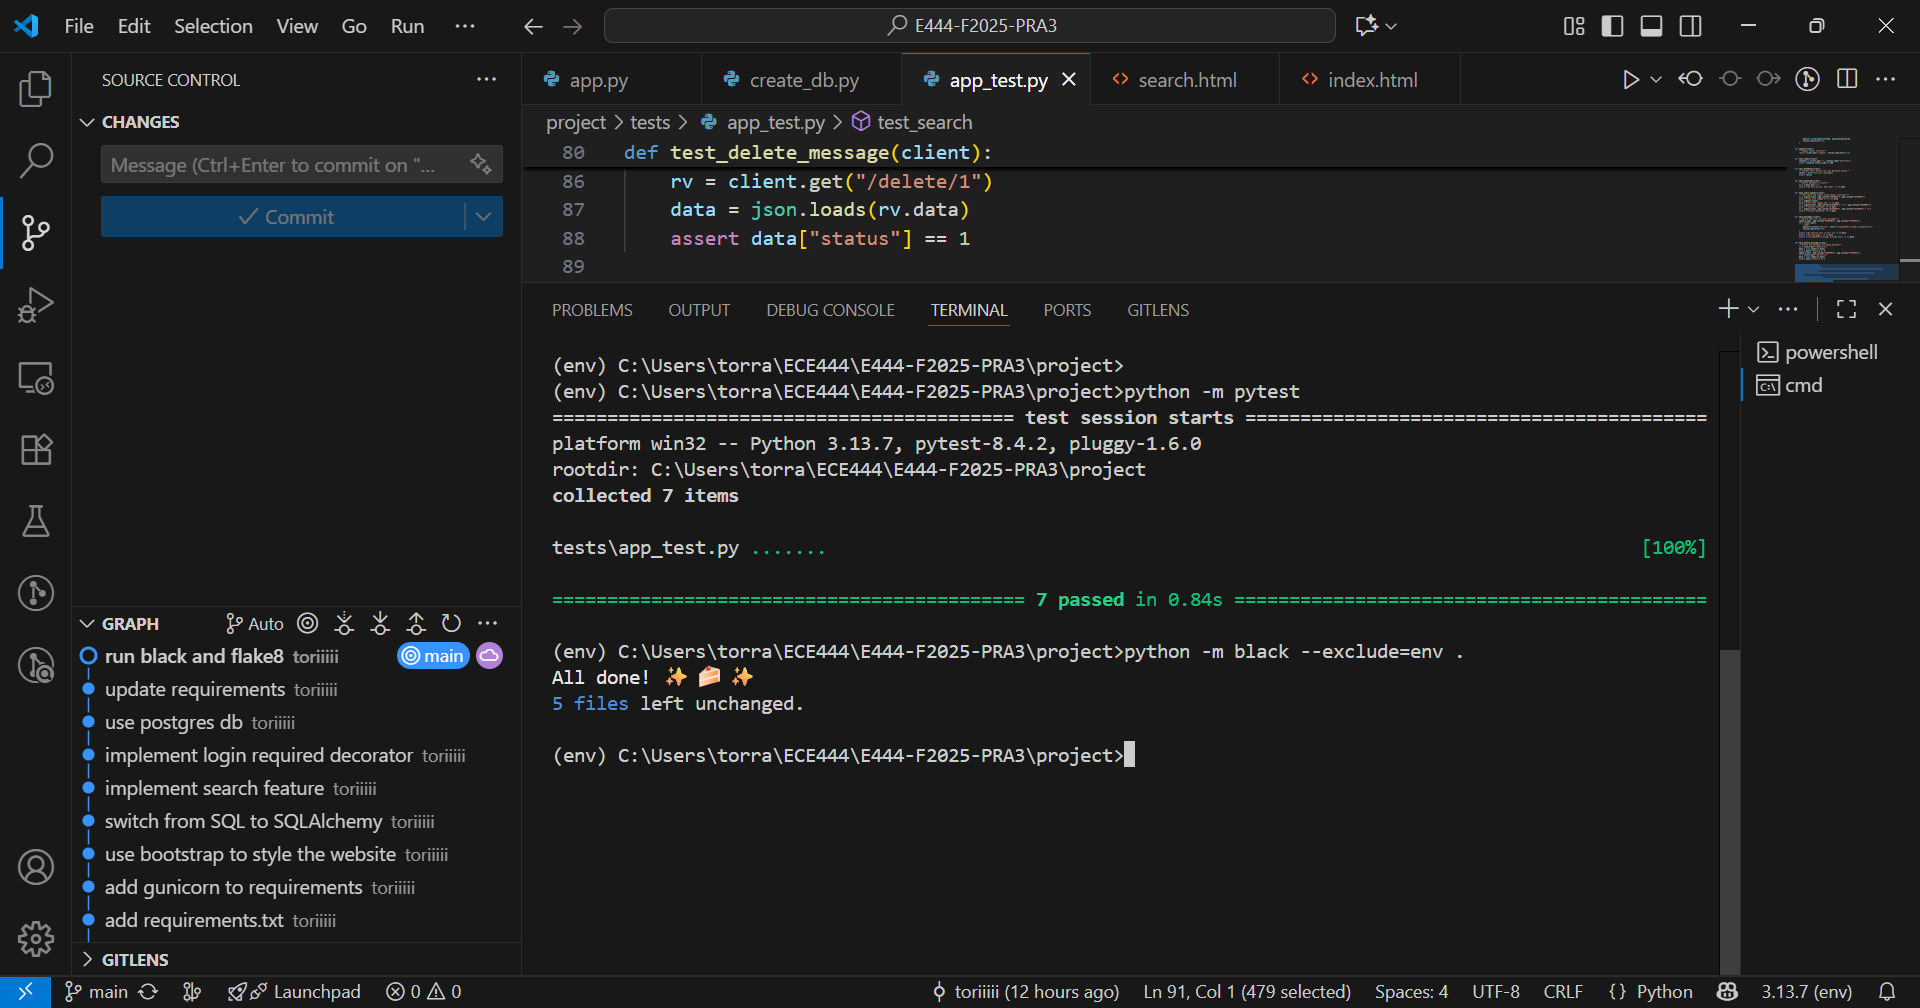 File Edit Selection View Go Run ...
E444-F2025-PRA3
SOURCE CONTROL
CHANGES
Message (Ctrl+Enter to commit on "...
Commit
GRAPH
Auto
run black and flake8 toriiiii
main
update requirements toriiiii
use postgres db toriiiii
implement login required decorator toriiiii
implement search feature toriiiii
switch from SQL to SQLAlchemy toriiiii
use bootstrap to style the website toriiiii
add gunicorn to requirements toriiiii
add requirements.txt toriiiii
GITLENS
app.py create_db.py app_test.py search.html index.html
project > tests > app_test.py > test_search
80 def test_delete_message(client):
86 rv = client.get("/delete/1")
87 data = json.loads(rv.data)
88 assert data["status"] == 1
89
PROBLEMS OUTPUT DEBUG CONSOLE TERMINAL PORTS GITLENS
powershell
cmd
(env) C:\Users\torra\ECE444\E444-F2025-PRA3\project>
(env) C:\Users\torra\ECE444\E444-F2025-PRA3\project>python -m pytest
========================================== test session starts ==========================================
platform win32 -- Python 3.13.7, pytest-8.4.2, pluggy-1.6.0
rootdir: C:\Users\torra\ECE444\E444-F2025-PRA3\project
collected 7 items
tests\app_test.py ....... [100%]
=========================================== 7 passed in 0.84s ===========================================
(env) C:\Users\torra\ECE444\E444-F2025-PRA3\project>python -m black --exclude=env .
All done! ✨ 🍰 ✨
5 files left unchanged.
(env) C:\Users\torra\ECE444\E444-F2025-PRA3\project>
main Launchpad 0 0 toriiiii (12 hours ago) Ln 91, Col 1 (479 selected) Spaces: 4 UTF-8 CRLF {} Python 3.13.7 (env)